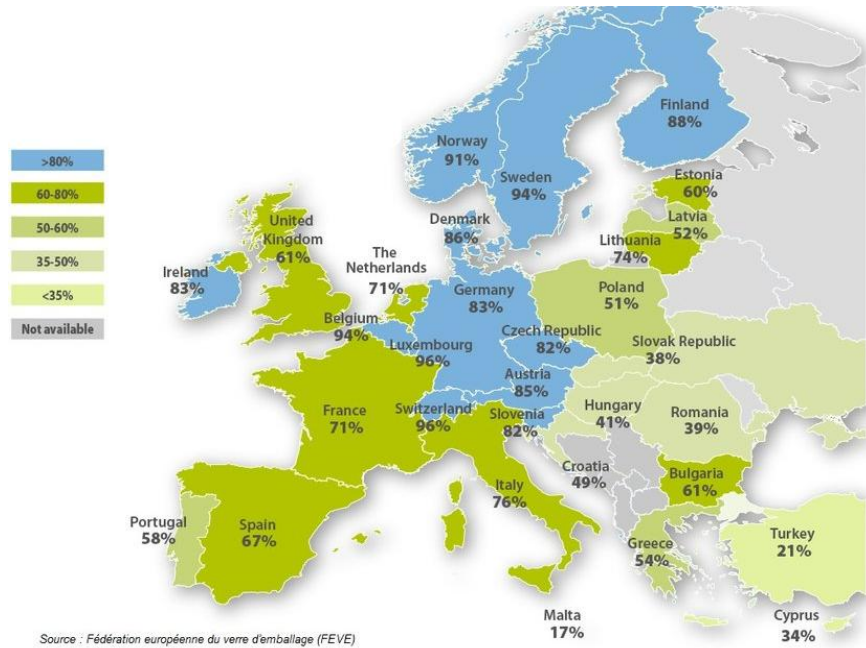 >80%
60-80%
50-60%
35-50%
<35%
Not available
Finland
88%
Norway
91%
Sweden
94%
Estonia
60%
Latvia
52%
Lithuania
74%
Denmark
86%
United
Kingdom
61%
Ireland
83%
The
Netherlands
71%
Germany
83%
Poland
51%
Belgium
94%
Luxembourg
96%
Czech Republic
82%
Slovak Republic
38%
Austria
85%
France
71%
Switzerland
96%
Slovenia
82%
Hungary
41%
Romania
39%
Croatia
49%
Bulgaria
61%
Italy
76%
Portugal
58%
Spain
67%
Greece
54%
Turkey
21%
Malta
17%
Cyprus
34%
Source : Fédération européenne du verre d'emballage (FEVE)